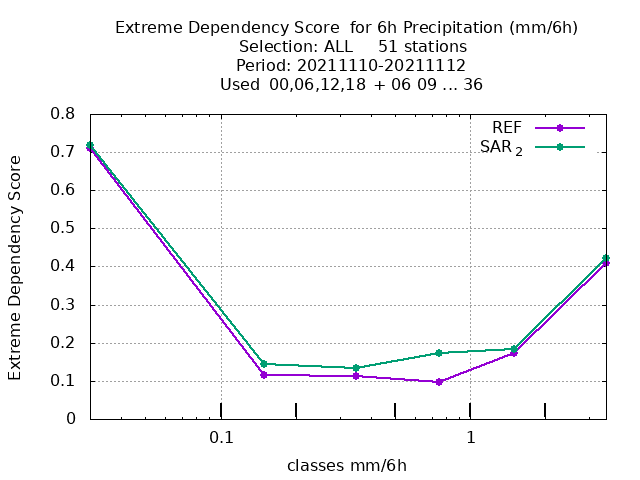 Extreme Dependency Score  for 6h Precipitation (mm/6h)
Selection: ALL     51 stations
Period: 20211110-20211112
Used  00,06,12,18  + 06 09 ... 36
REF
SAR 2
0.8
0.7
0.6
0.5
0.4
0.3
0.2
0.1
0
Extreme Dependency Score
0.1 1
classes mm/6h